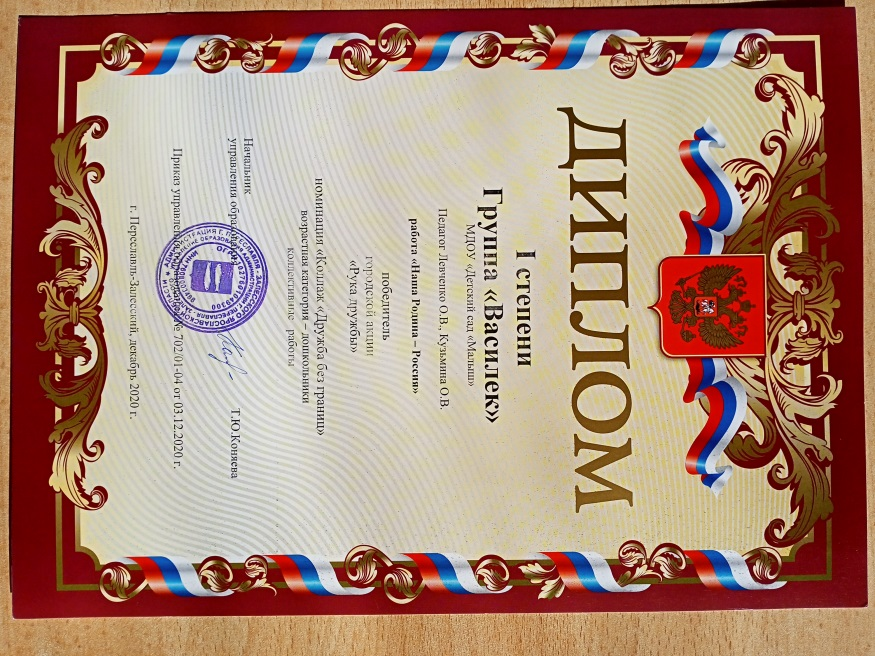 ДИПЛОМ
I степени
Группа «Василек»
МДОУ «Детский сад «Малыш»
Педагог Левченко О.В., Кузьмина О.В.
работа «Наша Родина – Россия»
победитель
городской акции
«Рука дружбы»
номинация «Коллаж «Дружба без границ»
возрастная категория – дошкольники
коллективные работы
Начальник
управления образования Т.Ю.Коняева
Приказ управления № 702/01-04 от 03.12.2020 г.
г. Переславль-Залесский, декабрь 2020 г.